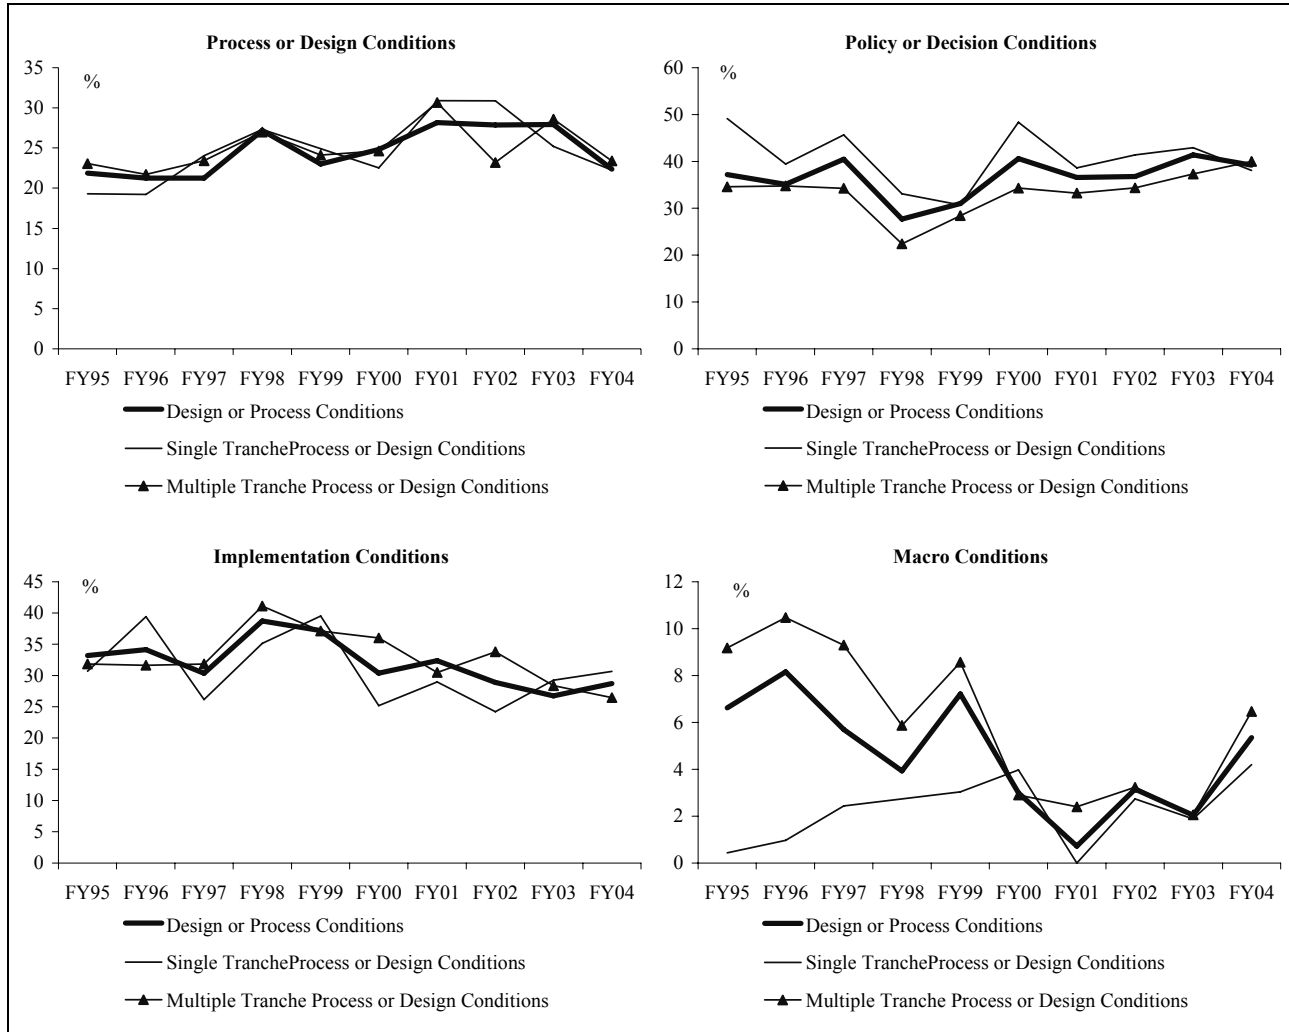 Process or Design Conditions
35
%
30
25
20
15
10
5
0
FY95 FY96 FY97 FY98 FY99 FY00 FY01 FY02 FY03 FY04
Design or Process Conditions
Single TrancheProcess or Design Conditions
Multiple Tranche Process or Design Conditions
Policy or Decision Conditions
60
%
50
40
30
20
10
0
FY95 FY96 FY97 FY98 FY99 FY00 FY01 FY02 FY03 FY04
Design or Process Conditions
Single TrancheProcess or Design Conditions
Multiple Tranche Process or Design Conditions
Implementation Conditions
45
%
40
35
30
25
20
15
10
5
0
FY95 FY96 FY97 FY98 FY99 FY00 FY01 FY02 FY03 FY04
Design or Process Conditions
Single TrancheProcess or Design Conditions
Multiple Tranche Process or Design Conditions
Macro Conditions
12
%
10
8
6
4
2
0
FY95 FY96 FY97 FY98 FY99 FY00 FY01 FY02 FY03 FY04
Design or Process Conditions
Single TrancheProcess or Design Conditions
Multiple Tranche Process or Design Conditions